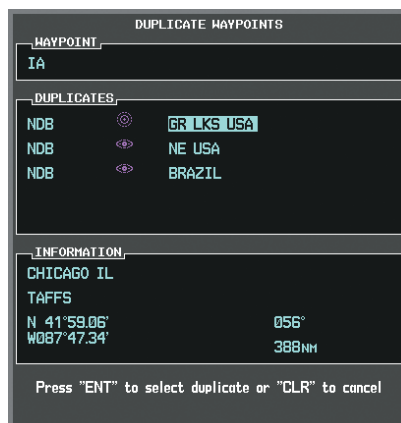 DUPLICATE WAYPOINTS
WAYPOINT
IA
DUPLICATES
NDB GR LKS USA
NDB NE USA
NDB BRAZIL
INFORMATION
CHICAGO IL
TAFFS
N 41°59.06' 056°
W087°47.34' 388NM
Press "ENT" to select duplicate or "CLR" to cancel